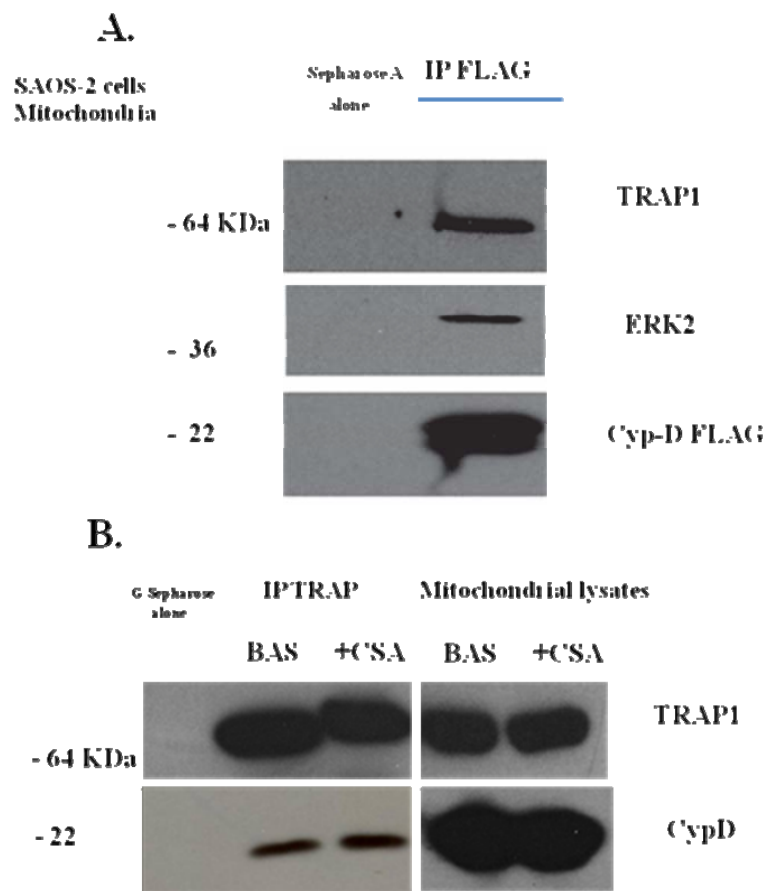 A.
SAOS-2 cells
Mitochondria
Sepharose A
alone
IP FLAG
- 64 KDa
TRAP1
- 36
ERK2
- 22
Cyp-D FLAG
B.
G Sepharose
alone
IPTRAP
Mitochondrial lysates
BAS
+CSA
BAS
+CSA
- 64 KDa
TRAP1
- 22
CypD